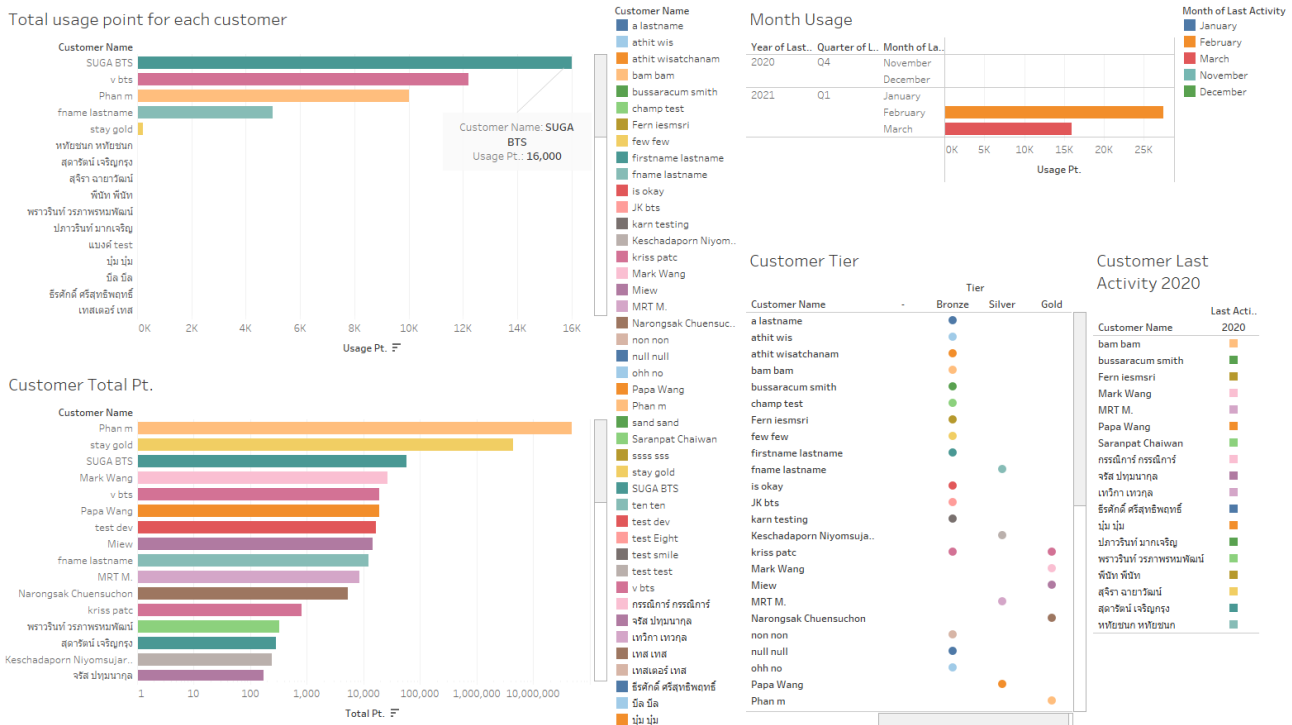 Total usage point for each customer
Customer Name
SUGA BTS
v bts
Phan m
fname lastname
stay gold
หทัยชนก หทัยชนก
สุดารัตน์ เจริญกรุง
สุจิรา ฉายาวัฒน์
พีนัท พีนัท
พราวรินท์ วรภาพรหมพัฒน์
ปภาวรินท์ มากเจริญ
แบงค์ test
บุ๋ม บุ๋ม
บีล บีล
ธีรศักดิ์ ศรีสุทธิพฤทธิ์
เทสเตอร์ เทส
Customer Name: SUGA
BTS
Usage Pt.: 16,000
0K 2K 4K 6K 8K 10K 12K 14K 16K
Usage Pt.
Customer Total Pt.
Customer Name
Phan m
stay gold
SUGA BTS
Mark Wang
v bts
Papa Wang
test dev
Miew
fname lastname
MRT M.
Narongsak Chuensuchon
kriss patc
พราวรินท์ วรภาพรหมพัฒน์
สุดารัตน์ เจริญกรุง
Keschadaporn Niyomsujar..
จรัส ปทุมนากุล
1 10 100 1,000 10,000 100,000 1,000,000 10,000,000
Total Pt.
Customer Name
a lastname
athit wis
athit wisatchanam
bam bam
bussaracum smith
champ test
Fern iesmsri
few few
firstname lastname
fname lastname
is okay
JK bts
karn testing
Keschadaporn Niyom..
kriss patc
Mark Wang
Miew
MRT M.
Narongsak Chuensuc..
non non
null null
ohh no
Papa Wang
Phan m
sand sand
Saranpat Chaiwan
ssss sss
stay gold
SUGA BTS
ten ten
test dev
test Eight
test smile
test test
v bts
กรรณิการ์ กรรณิการ์
จรัส ปทุมนากุล
เทวิกา เทวกุล
เทส เทส
เทสเตอร์ เทส
ธีรศักดิ์ ศรีสุทธิพฤทธิ์
บีล บีล
บุ๋ม บุ๋ม
Month Usage
Year of Last.. Quarter of L.. Month of La..
2020 Q4 November
December
2021 Q1 January
February
March
0K 5K 10K 15K 20K 25K
Usage Pt.
Month of Last Activity
January
February
March
November
December
Customer Tier
Tier
Customer Name - Bronze Silver Gold
a lastname
athit wis
athit wisatchanam
bam bam
bussaracum smith
champ test
Fern iesmsri
few few
firstname lastname
fname lastname
is okay
JK bts
karn testing
Keschadaporn Niyomsuja..
kriss patc
Mark Wang
Miew
MRT M.
Narongsak Chuensuchon
non non
null null
ohh no
Papa Wang
Phan m
Customer Last
Activity 2020
Last Acti..
Customer Name 2020
bam bam
bussaracum smith
Fern iesmsri
Mark Wang
MRT M.
Papa Wang
Saranpat Chaiwan
กรรณิการ์ กรรณิการ์
จรัส ปทุมนากุล
เทวิกา เทวกุล
ธีรศักดิ์ ศรีสุทธิพฤทธิ์
บุ๋ม บุ๋ม
ปภาวรินท์ มากเจริญ
พราวรินท์ วรภาพรหมพัฒน์
พีนัท พีนัท
สุจิรา ฉายาวัฒน์
สุดารัตน์ เจริญกรุง
หทัยชนก หทัยชนก